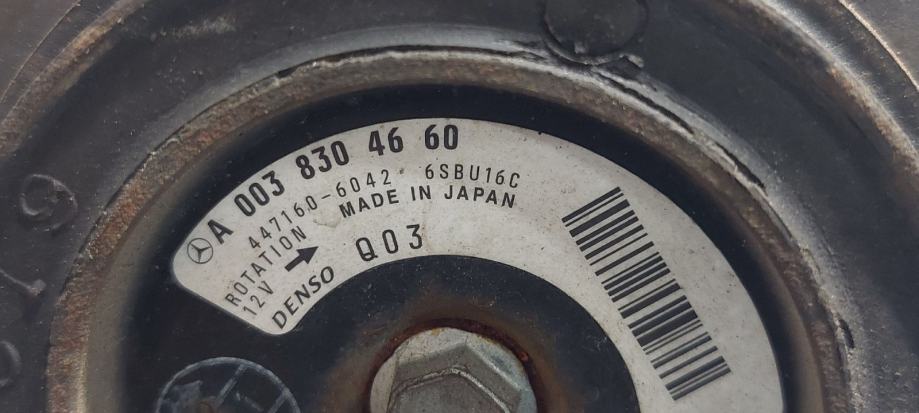 A 003 830 46 60
447160-6042 6SBU16C
ROTATION MADE IN JAPAN
12V Q03
DENSO